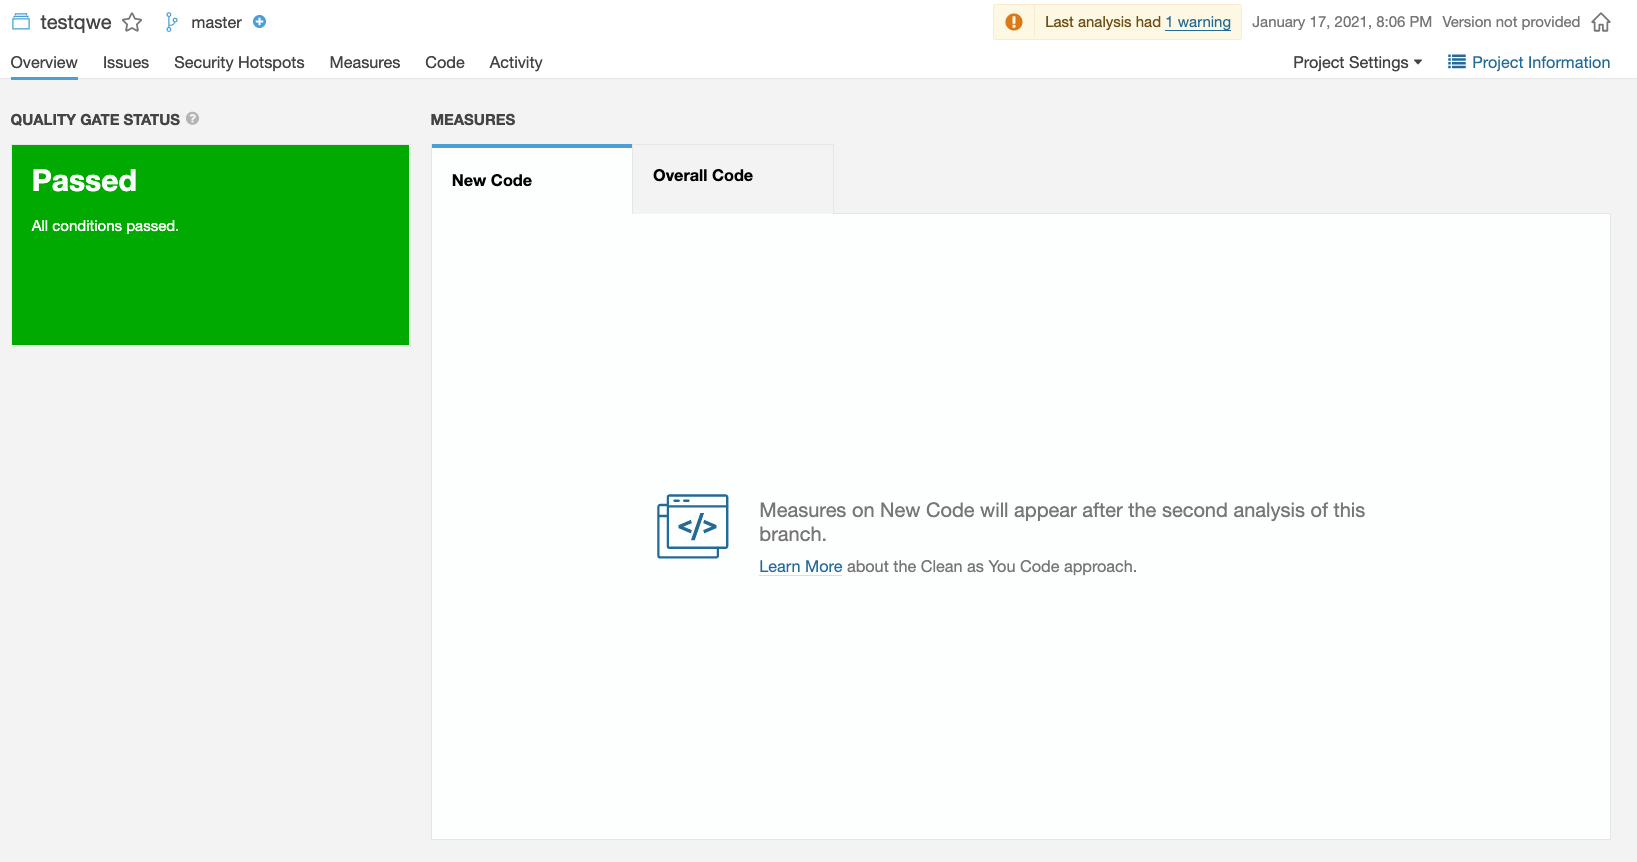 testqwe master
Last analysis had 1 warning January 17, 2021, 8:06 PM Version not provided
Overview Issues Security Hotspots Measures Code Activity
Project Settings Project Information
QUALITY GATE STATUS ?
Passed
All conditions passed.
MEASURES
New Code
Overall Code
</>
Measures on New Code will appear after the second analysis of this
branch.
Learn More about the Clean as You Code approach.